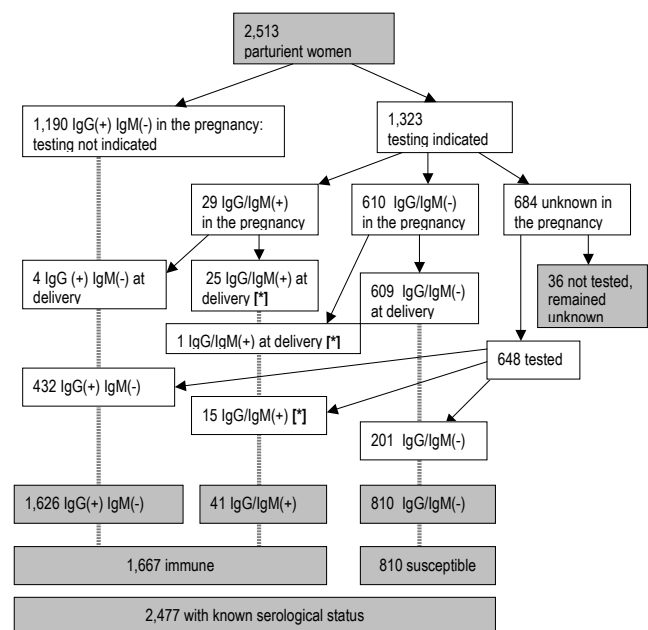 2,513
parturient women
1,190 IgG(+) IgM(-) in the pregnancy:
testing not indicated
1,323
testing indicated
29 IgG/IgM(+)
in the pregnancy
610 IgG/IgM(-)
in the pregnancy
684 unknown in
the pregnancy
4 IgG (+) IgM(-) at
delivery
25 IgG/IgM(+) at
delivery [*]
609 IgG/IgM(-)
at delivery
36 not tested,
remained
unknown
1 IgG/IgM(+) at delivery [*]
648 tested
432 IgG(+) IgM(-)
15 IgG/IgM(+) [*]
201 IgG/IgM(-)
1,626 IgG(+) IgM(-)
41 IgG/IgM(+)
810 IgG/IgM(-)
1,667 immune
810 susceptible
2,477 with known serological status